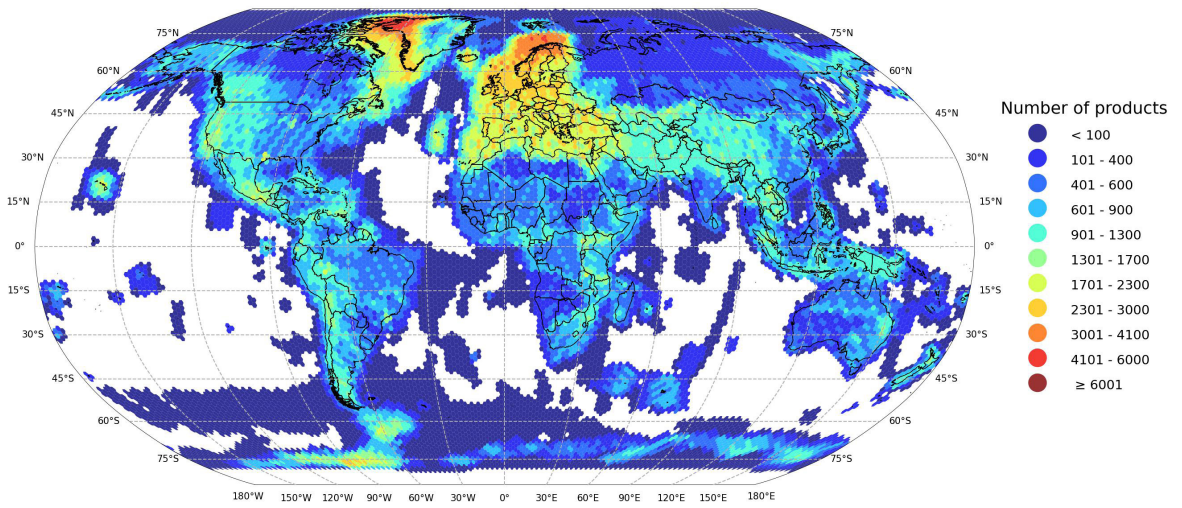 75°N
75°N
60°N
60°N
45°N
45°N
30°N
30°N
15°N
15°N
0°
0°
15°S
15°S
30°S
30°S
45°S
45°S
60°S
60°S
75°S
75°S
180°W 150°W 120°W 90°W 60°W 30°W 0° 30°E 60°E 90°E 120°E 150°E 180°E
Number of products
< 100
101 - 400
401 - 600
601 - 900
901 - 1300
1301 - 1700
1701 - 2300
2301 - 3000
3001 - 4100
4101 - 6000
≥ 6001